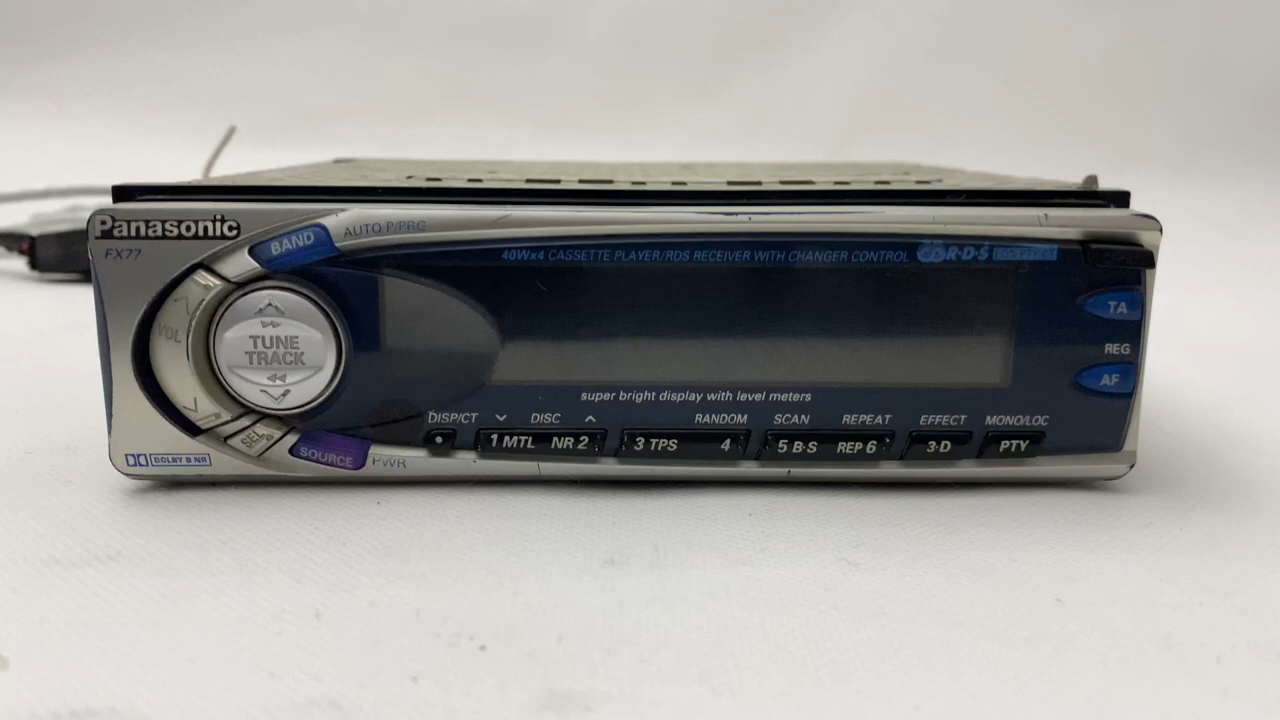 Panasonic
FX77
BAND
AUTO P/PRG
40Wx4 CASSETTE PLAYER/RDS RECEIVER WITH CHANGER CONTROL
R·D·S
TA
VOL
TUNE
TRACK
REG
AF
super bright display with level meters
DISP/CT DISC RANDOM SCAN REPEAT EFFECT MONO/LOC
SEL
1 MTL NR 2 3 TPS 4 5 B·S REP 6 3·D PTY
SOURCE PWR
DOLBY B NR